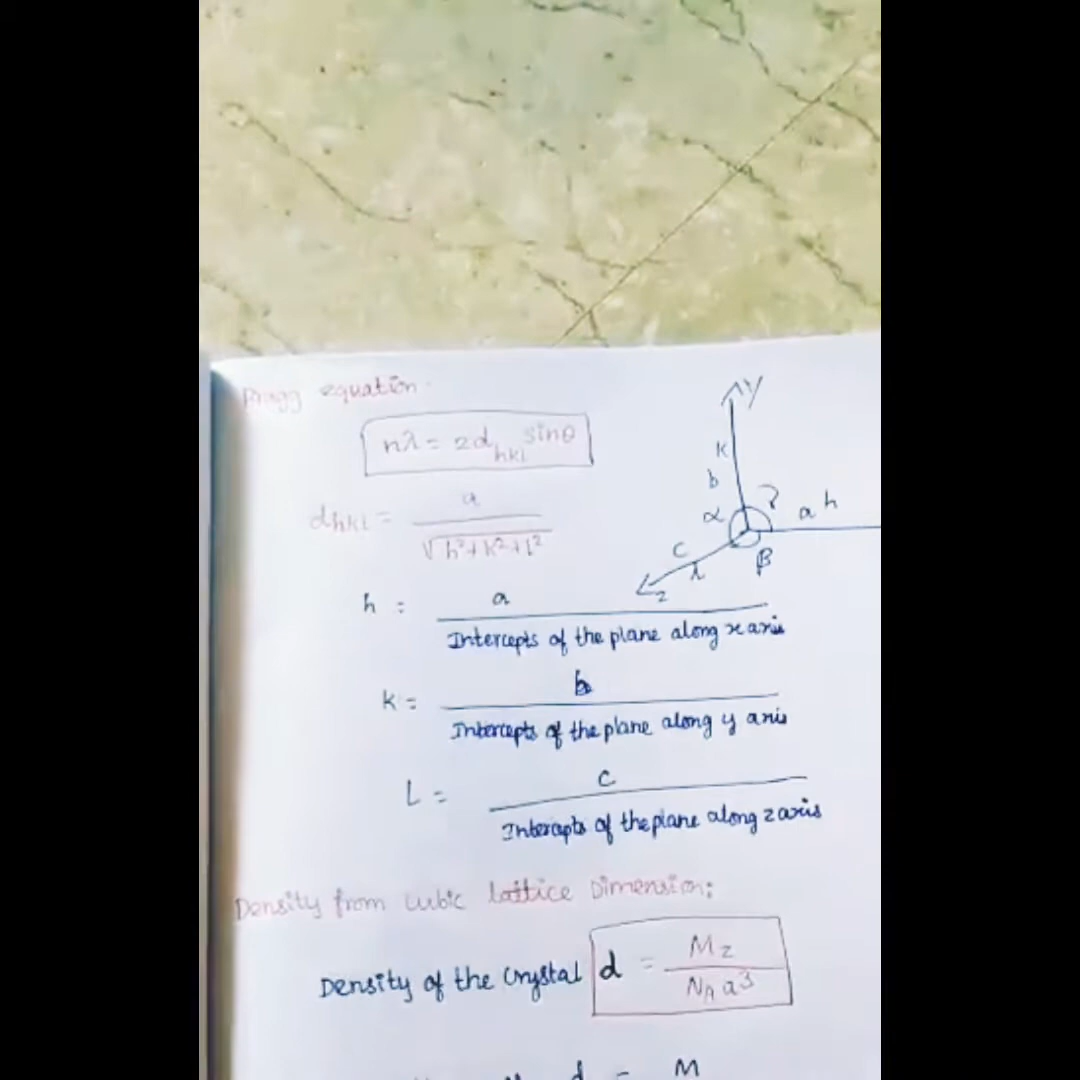 Bragg equation.
nλ = 2d hkl sinθ
dhkl = a / √h²+k²+l²
Y
K
b
α
a h
C
β
z
h = a
Intercepts of the plane along x axis
K = b
Intercepts of the plane along y axis
L = c
Intercepts of the plane along z axis
Density from cubic lattice Dimension:
Density of the Crystal d = Mz / N_A a³
d = M